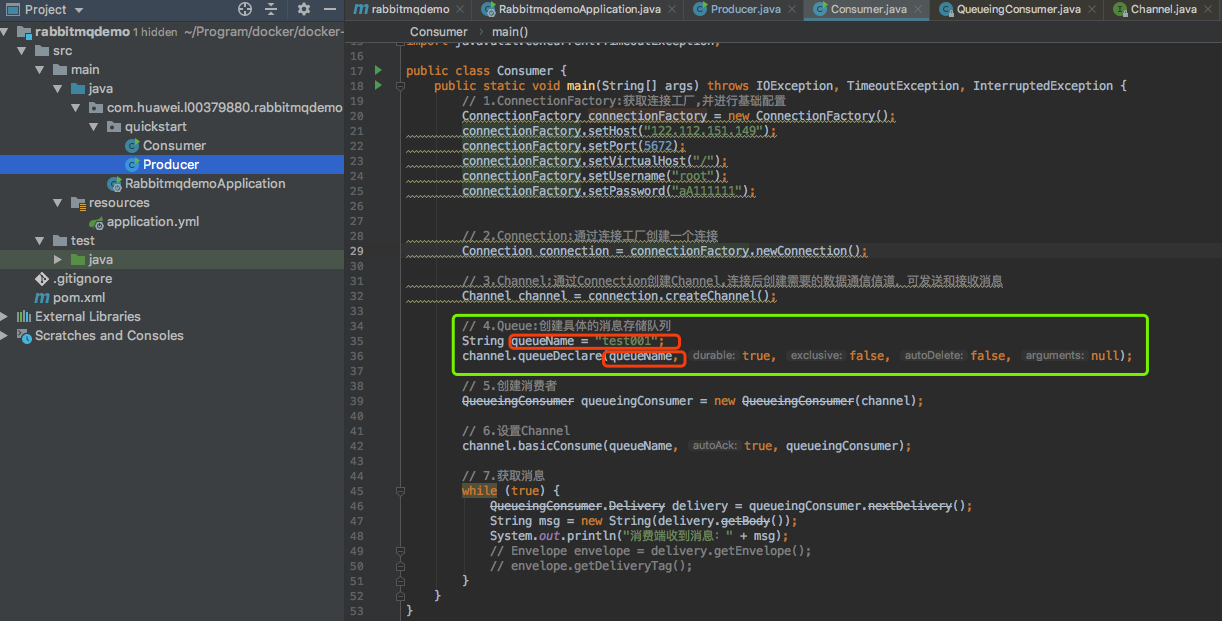 Project
rabbitmqdemo
RabbitmqdemoApplication.java
Producer.java
Consumer.java
QueueingConsumer.java
Channel.java
rabbitmqdemo 1 hidden ~/Program/docker/docker-
src
main
java
com.huawei.l00379880.rabbitmqdemo
quickstart
Consumer
Producer
RabbitmqdemoApplication
resources
application.yml
test
java
.gitignore
pom.xml
External Libraries
Scratches and Consoles
Consumer > main()
15 import java.util.concurrent.TimeoutException;
16
17 public class Consumer {
18 public static void main(String[] args) throws IOException, TimeoutException, InterruptedException {
19 // 1.ConnectionFactory:获取连接工厂,并进行基础配置
20 ConnectionFactory connectionFactory = new ConnectionFactory();
21 connectionFactory.setHost("122.112.151.149");
22 connectionFactory.setPort(5672);
23 connectionFactory.setVirtualHost("/");
24 connectionFactory.setUsername("root");
25 connectionFactory.setPassword("aA111111");
26
27
28 // 2.Connection:通过连接工厂创建一个连接
29 Connection connection = connectionFactory.newConnection();
30
31 // 3.Channel:通过Connection创建Channel,连接后创建需要的数据通信信道，可发送和接收消息
32 Channel channel = connection.createChannel();
33
34 // 4.Queue:创建具体的消息存储队列
35 String queueName = "test001";
36 channel.queueDeclare(queueName, durable: true, exclusive: false, autoDelete: false, arguments: null);
37
38 // 5.创建消费者
39 QueueingConsumer queueingConsumer = new QueueingConsumer(channel);
40
41 // 6.设置Channel
42 channel.basicConsume(queueName, autoAck: true, queueingConsumer);
43
44 // 7.获取消息
45 while (true) {
46 QueueingConsumer.Delivery delivery = queueingConsumer.nextDelivery();
47 String msg = new String(delivery.getBody());
48 System.out.println("消费端收到消息：" + msg);
49 // Envelope envelope = delivery.getEnvelope();
50 // envelope.getDeliveryTag();
51 }
52 }
53 }